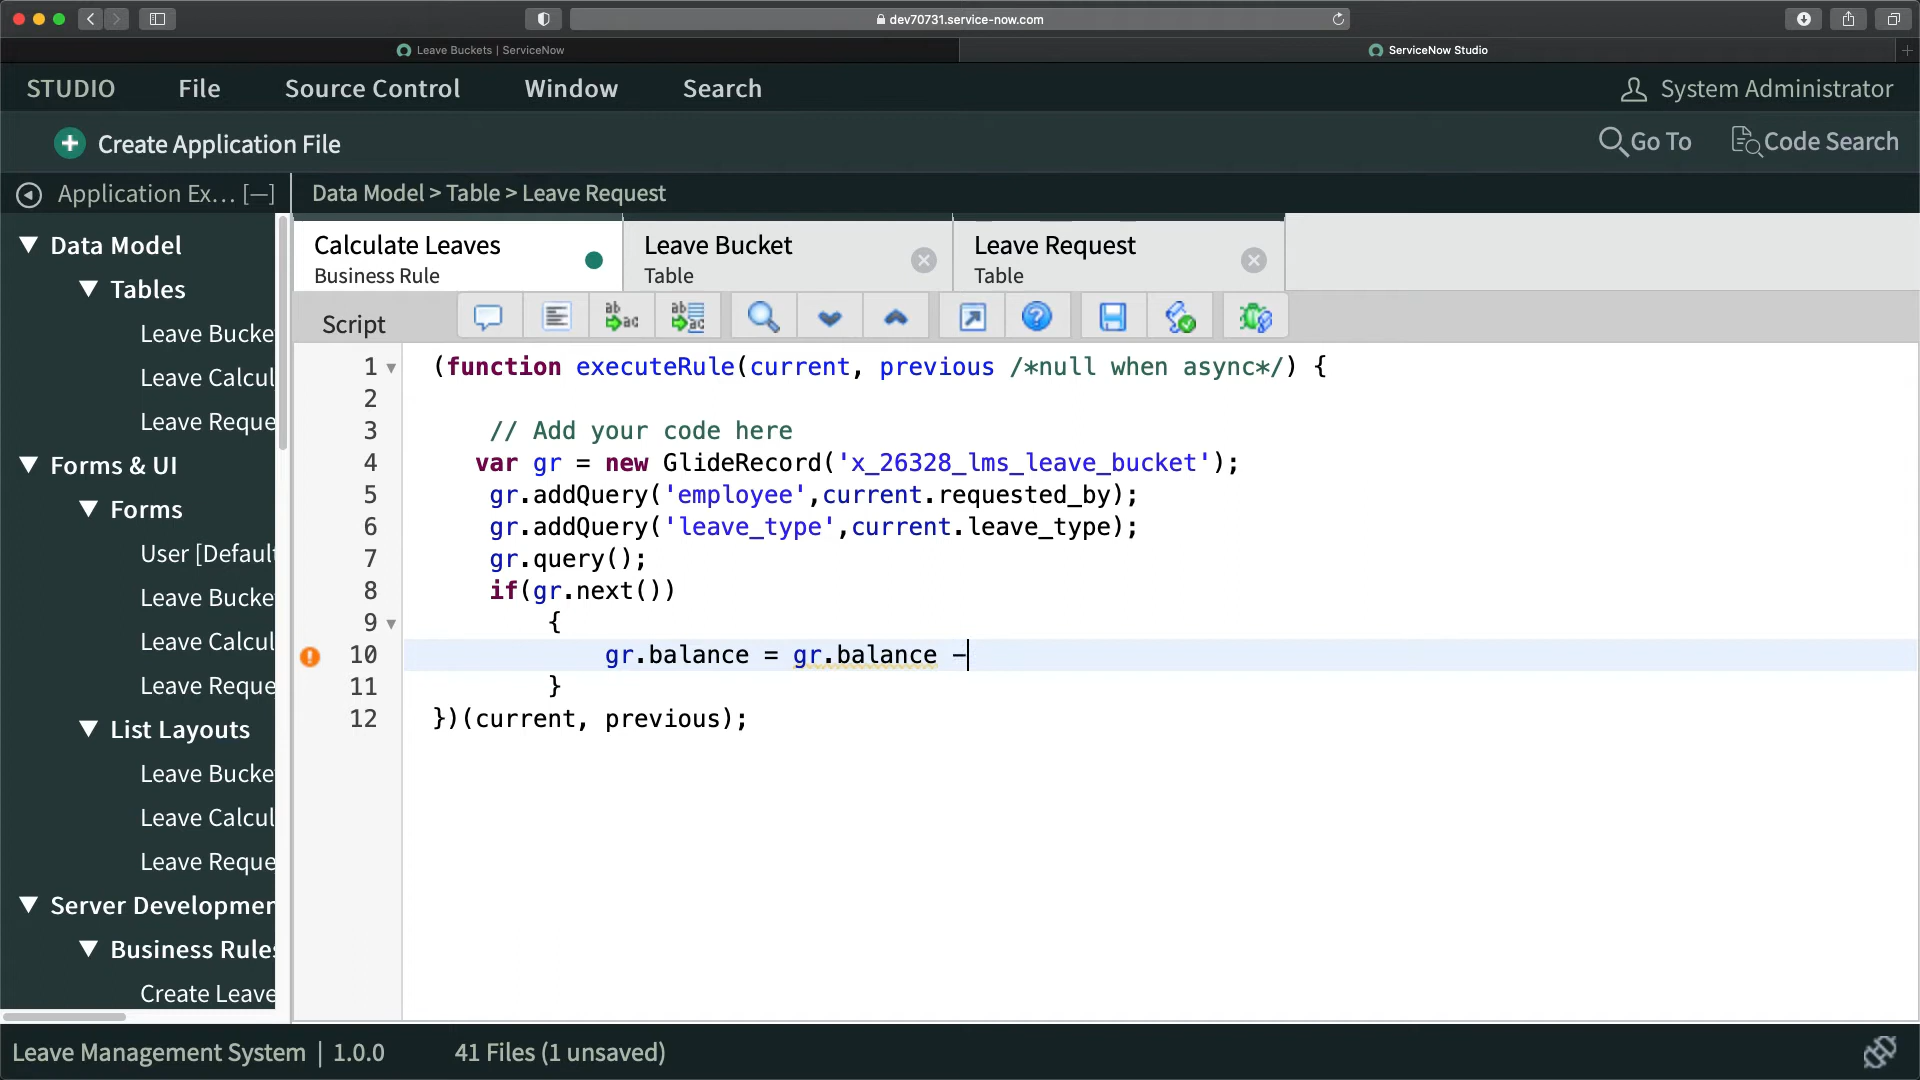 dev70731.service-now.com
Leave Buckets | ServiceNow
ServiceNow Studio
STUDIO File Source Control Window Search System Administrator
Create Application File Go To Code Search
Application Ex... [—] Data Model > Table > Leave Request
Calculate Leaves
Business Rule
Leave Bucket
Table
Leave Request
Table
Script
1 (function executeRule(current, previous /*null when async*/) {
2
3 // Add your code here
4 var gr = new GlideRecord('x_26328_lms_leave_bucket');
5 gr.addQuery('employee',current.requested_by);
6 gr.addQuery('leave_type',current.leave_type);
7 gr.query();
8 if(gr.next())
9 {
10 gr.balance = gr.balance -
11 }
12 })(current, previous);
Data Model
Tables
Leave Bucke
Leave Calcul
Leave Reque
Forms & UI
Forms
User [Default
Leave Bucke
Leave Calcul
Leave Reque
List Layouts
Leave Bucke
Leave Calcul
Leave Reque
Server Developmen
Business Rules
Create Leave
Leave Management System | 1.0.0 41 Files (1 unsaved)